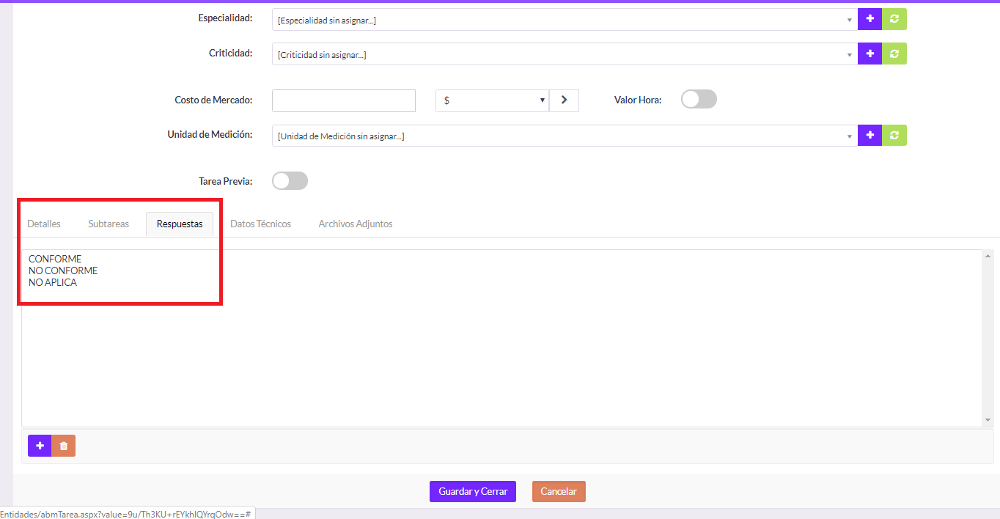 Especialidad: [Especialidad sin asignar...]
Criticidad: [Criticidad sin asignar...]
Costo de Mercado: $ Valor Hora:
Unidad de Medición: [Unidad de Medición sin asignar...]
Tarea Previa:
Detalles Subtareas Respuestas Datos Técnicos Archivos Adjuntos
CONFORME
NO CONFORME
NO APLICA
Guardar y Cerrar Cancelar
Entidades/abmTarea.aspx?value=9u/Th3KU+rEYkhlQYrqOdw==#